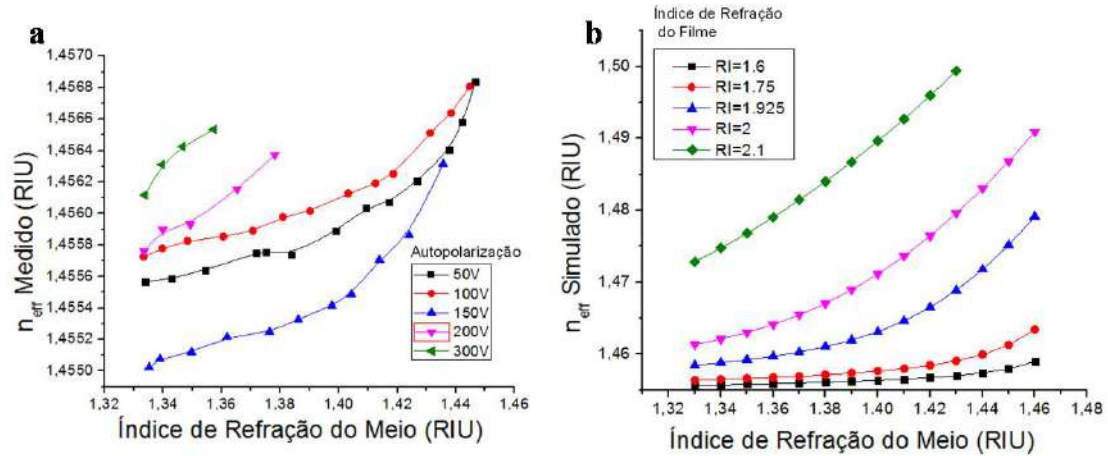 a
1,4570
1,4568
1,4566
1,4564
1,4562
1,4560
1,4558
1,4556
1,4554
1,4552
1,4550
n_eff Medido (RIU)
Autopolarização
50V
100V
150V
200V
300V
1,32 1,34 1,36 1,38 1,40 1,42 1,44 1,46
Índice de Refração do Meio (RIU)
b
Índice de Refração
do Filme
RI=1.6
RI=1.75
RI=1.925
RI=2
RI=2.1
1,50
1,49
1,48
1,47
1,46
n_eff Simulado (RIU)
1,32 1,34 1,36 1,38 1,40 1,42 1,44 1,46 1,48
Índice de Refração do Meio (RIU)